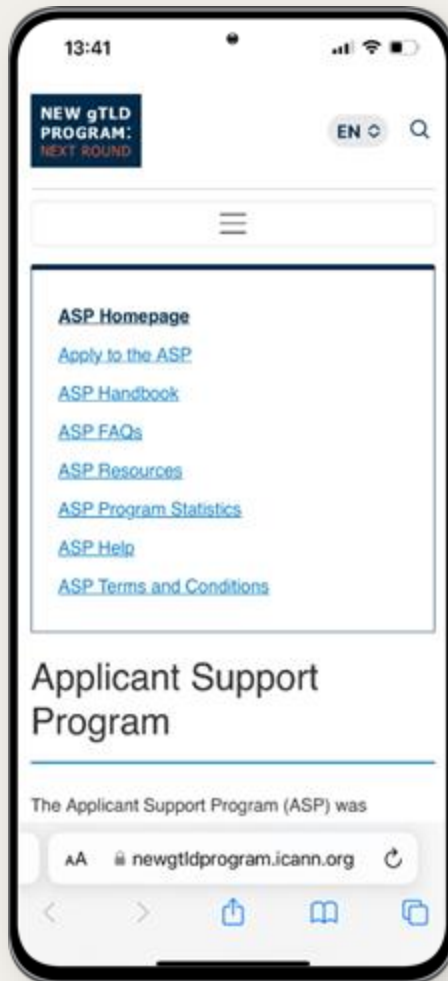 13:41
NEW gTLD
PROGRAM:
NEXT ROUND
EN
ASP Homepage
Apply to the ASP
ASP Handbook
ASP FAQs
ASP Resources
ASP Program Statistics
ASP Help
ASP Terms and Conditions
Applicant Support
Program
The Applicant Support Program (ASP) was
AA newgtldprogram.icann.org